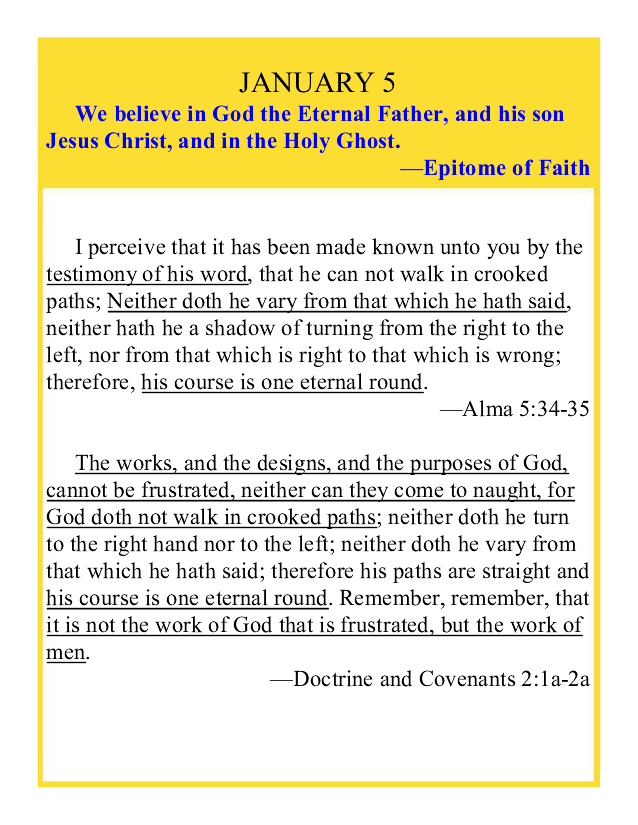 JANUARY 5
We believe in God the Eternal Father, and his son
Jesus Christ, and in the Holy Ghost.
—Epitome of Faith
I perceive that it has been made known unto you by the
testimony of his word, that he can not walk in crooked
paths; Neither doth he vary from that which he hath said,
neither hath he a shadow of turning from the right to the
left, nor from that which is right to that which is wrong;
therefore, his course is one eternal round.
—Alma 5:34-35
The works, and the designs, and the purposes of God,
cannot be frustrated, neither can they come to naught, for
God doth not walk in crooked paths; neither doth he turn
to the right hand nor to the left; neither doth he vary from
that which he hath said; therefore his paths are straight and
his course is one eternal round. Remember, remember, that
it is not the work of God that is frustrated, but the work of
men.
—Doctrine and Covenants 2:1a-2a